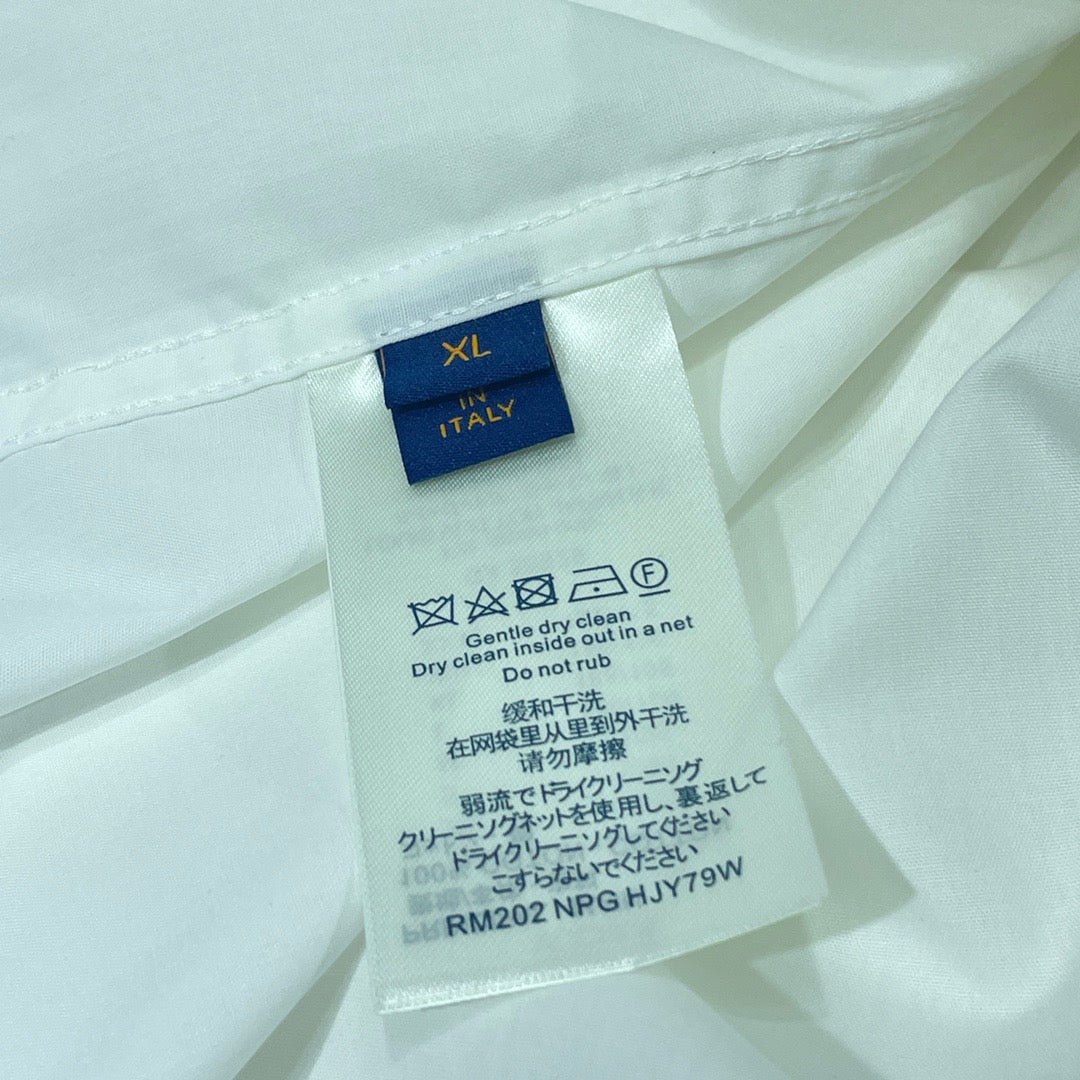 XL
IN
ITALY
F
Gentle dry clean
Dry clean inside out in a net
Do not rub
缓和干洗
在网袋里从里到外干洗
请勿摩擦
弱流でドライクリーニング
クリーニングネットを使用し、裏返して
ドライクリーニングしてください
こすらないでください
RM202 NPG HJY79W